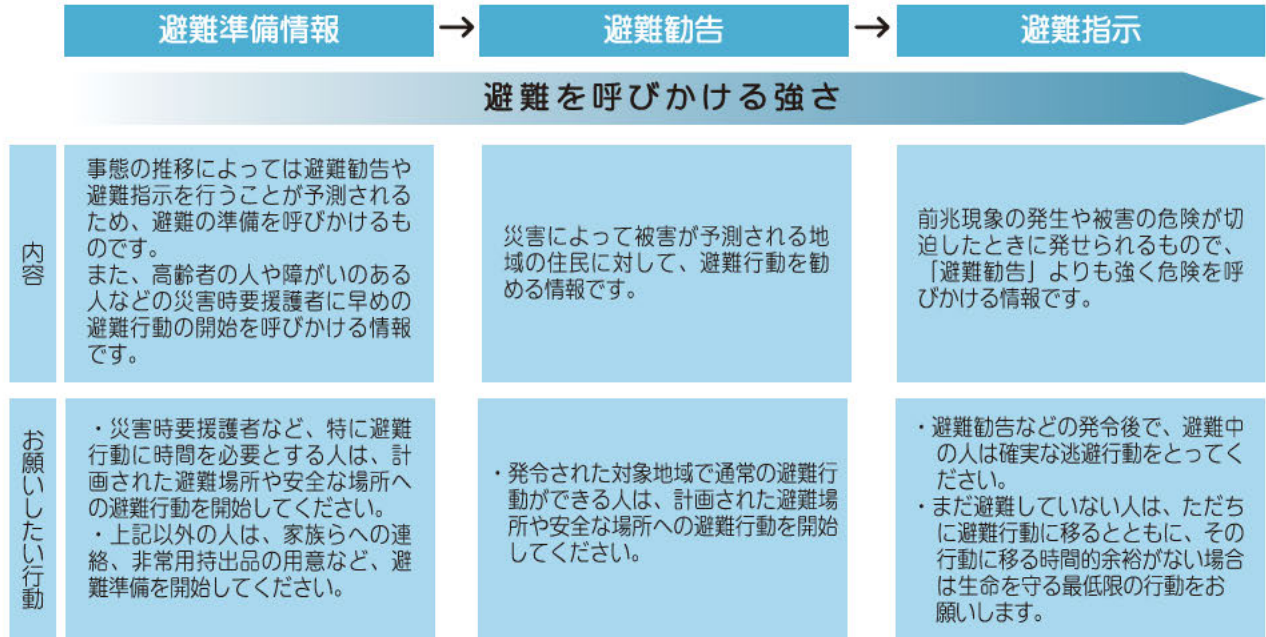 避難準備情報
→
避難勧告
→
避難指示
避難を呼びかける強さ
内容
事態の推移によっては避難勧告や
避難指示を行うことが予測される
ため、避難の準備を呼びかけるも
のです。
また、高齢者の人や障がいのある
人などの災害時要援護者に早めの
避難行動の開始を呼びかける情報
です。
災害によって被害が予測される地
域の住民に対して、避難行動を勧
める情報です。
前兆現象の発生や被害の危険が切
迫したときに発せられるもので、
「避難勧告」よりも強く危険を呼
びかける情報です。
お願いしたい行動
・災害時要援護者など、特に避難
行動に時間を必要とする人は、計
画された避難場所や安全な場所へ
の避難行動を開始してください。
・上記以外の人は、家族らへの連
絡、非常用持出品の用意など、避
難準備を開始してください。
・発令された対象地域で通常の避難行
動ができる人は、計画された避難場
所や安全な場所への避難行動を開始
してください。
・避難勧告などの発令後で、避難中
の人は確実な逃避行動をとってく
ださい。
・まだ避難していない人は、ただち
に避難行動に移るとともに、その
行動に移る時間的余裕がない場合
は生命を守る最低限の行動をお
願いします。